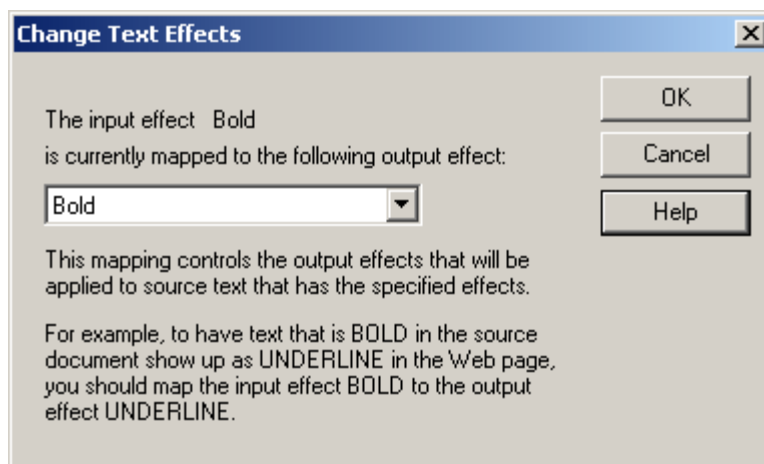 Change Text Effects
The input effect Bold
is currently mapped to the following output effect:
Bold
This mapping controls the output effects that will be
applied to source text that has the specified effects.
For example, to have text that is BOLD in the source
document show up as UNDERLINE in the Web page,
you should map the input effect BOLD to the output
effect UNDERLINE.
OK
Cancel
Help